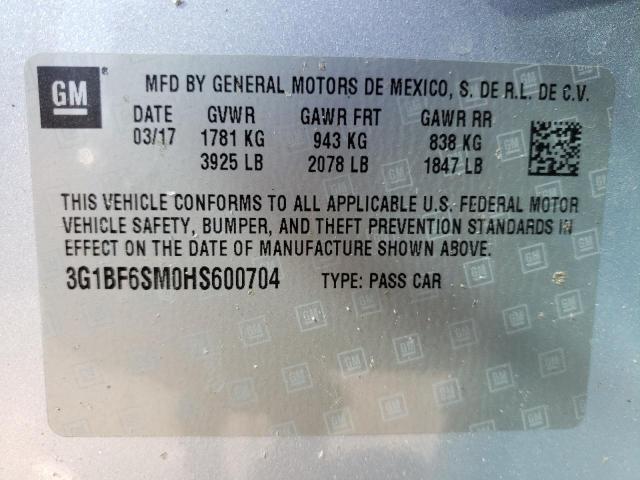 GM ® MFD BY GENERAL MOTORS DE MEXICO, S. DE R.L. DE C.V.
DATE GVWR GAWR FRT GAWR RR
03/17 1781 KG 943 KG 838 KG
3925 LB 2078 LB 1847 LB
THIS VEHICLE CONFORMS TO ALL APPLICABLE U.S. FEDERAL MOTOR
VEHICLE SAFETY, BUMPER, AND THEFT PREVENTION STANDARDS IN
EFFECT ON THE DATE OF MANUFACTURE SHOWN ABOVE.
3G1BF6SM0HS600704 TYPE: PASS CAR